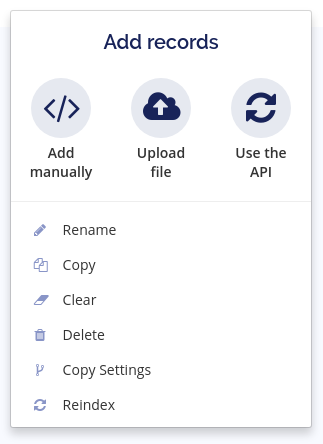 Add records
Add
manually
Upload
file
Use the
API
Rename
Copy
Clear
Delete
Copy Settings
Reindex